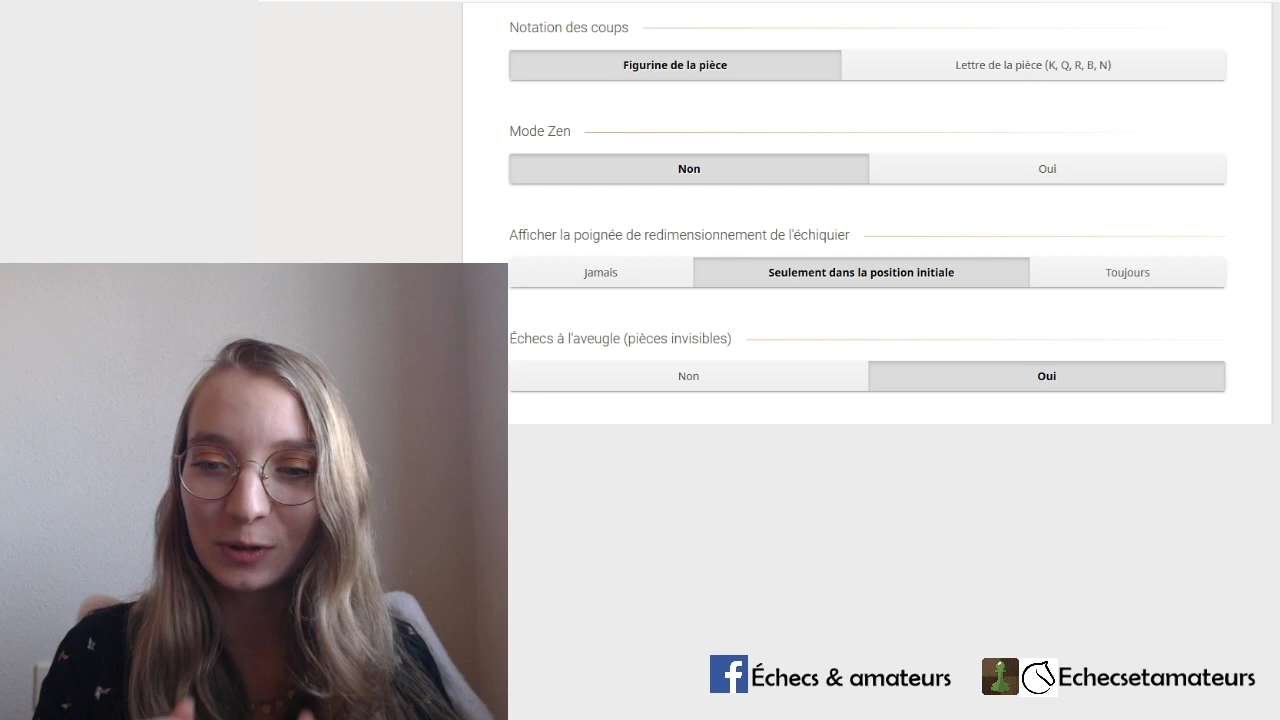 Notation des coups
Figurine de la pièce
Lettre de la pièce (K, Q, R, B, N)
Mode Zen
Non
Oui
Afficher la poignée de redimensionnement de l'échiquier
Jamais
Seulement dans la position initiale
Toujours
Échecs à l'aveugle (pièces invisibles)
Non
Oui
Échecs & amateurs
Echecsetamateurs